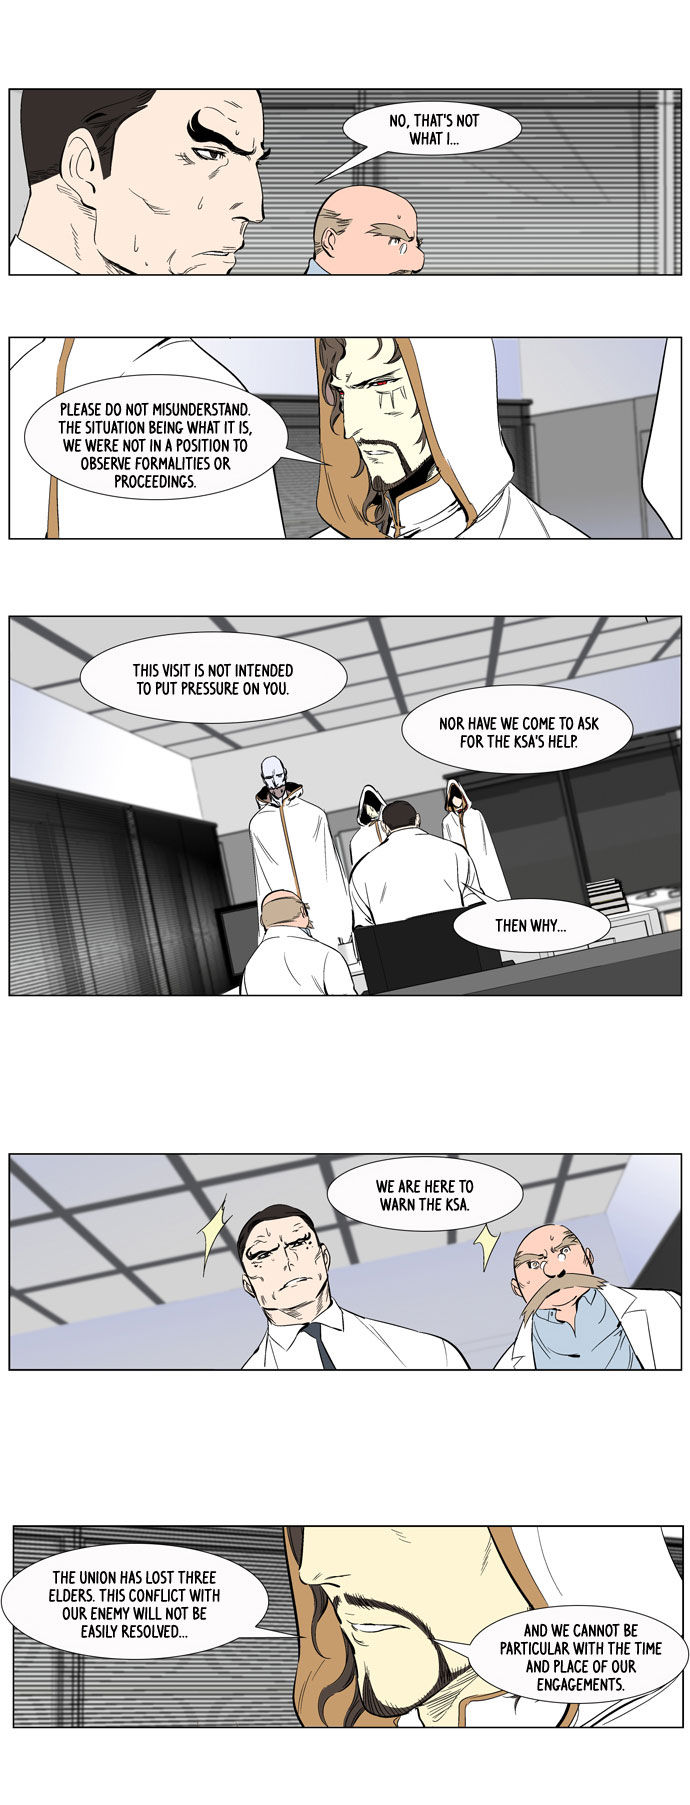 NO, THAT'S NOT
WHAT I...
PLEASE DO NOT MISUNDERSTAND.
THE SITUATION BEING WHAT IT IS,
WE WERE NOT IN A POSITION TO
OBSERVE FORMALITIES OR
PROCEEDINGS.
THIS VISIT IS NOT INTENDED
TO PUT PRESSURE ON YOU.
NOR HAVE WE COME TO ASK
FOR THE KSA'S HELP.
THEN WHY...
WE ARE HERE TO
WARN THE KSA.
THE UNION HAS LOST THREE
ELDERS. THIS CONFLICT WITH
OUR ENEMY WILL NOT BE
EASILY RESOLVED...
AND WE CANNOT BE
PARTICULAR WITH THE TIME
AND PLACE OF OUR
ENGAGEMENTS.